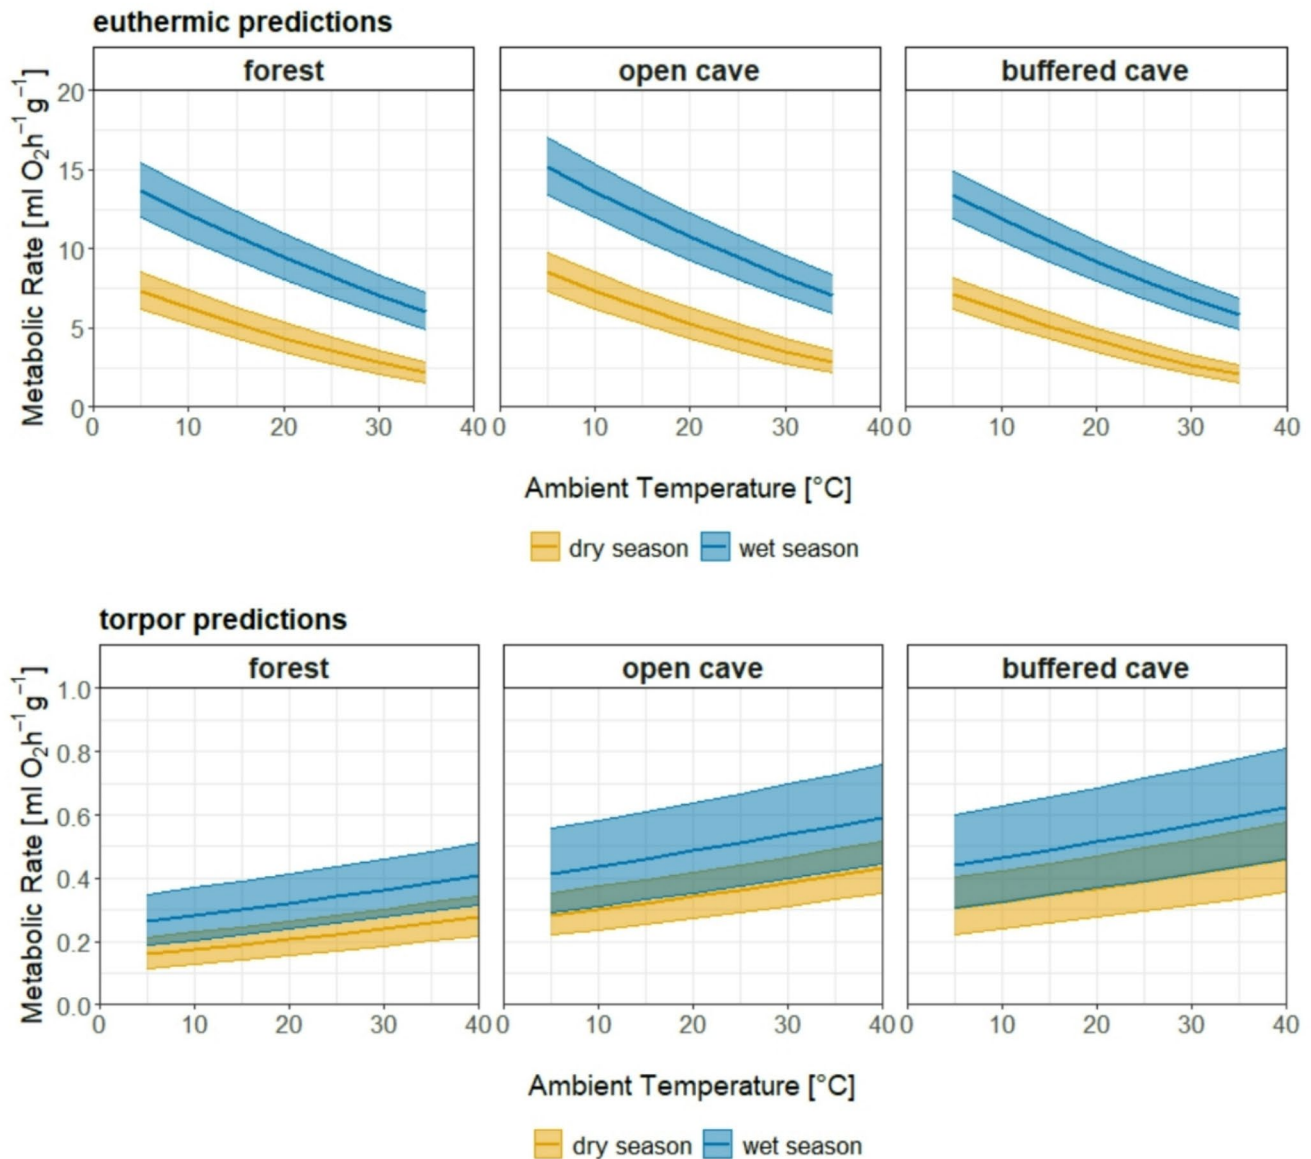 euthermic predictions
forest open cave buffered cave
Metabolic Rate [ml O₂h⁻¹g⁻¹]
20
15
10
5
0
0 10 20 30 40 0 10 20 30 40 0 10 20 30 40
Ambient Temperature [°C]
dry season wet season
torpor predictions
forest open cave buffered cave
Metabolic Rate [ml O₂h⁻¹g⁻¹]
1.0
0.8
0.6
0.4
0.2
0.0
0 10 20 30 40 0 10 20 30 40 0 10 20 30 40
Ambient Temperature [°C]
dry season wet season